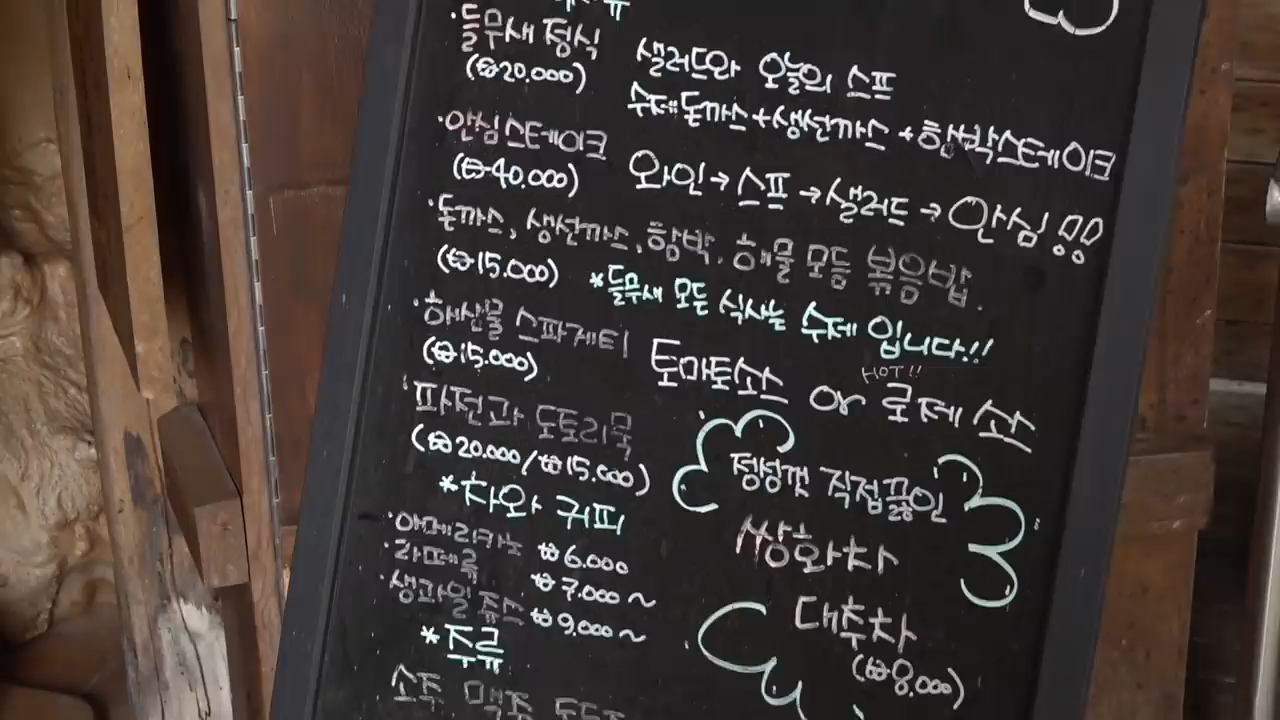 ·들무새 정식
(₩20.000)
샐러드와 오늘의 스프
수제돈까스+생선까스+함박스테이크
·안심스테이크
(₩40.000)
와인→스프→샐러드→안심!!
·돈까스, 생선까스, 함박, 해물 모듬 볶음밥.
(₩15.000)
*들무새 모든 식사는 수제 입니다!!
·해산물 스파게티
(₩15.000)
토마토소스 or 로제 소스
HOT!!
·파전과 도토리묵
(₩20.000/₩15.000)
*차와 커피
정성껏 직접끓인
쌍화차
·아메리카노 ₩6.000
·라떼류 ₩7.000~
·생과일 쥬스 ₩9.000~
대추차
(₩8.000)
*주류
소주 맥주